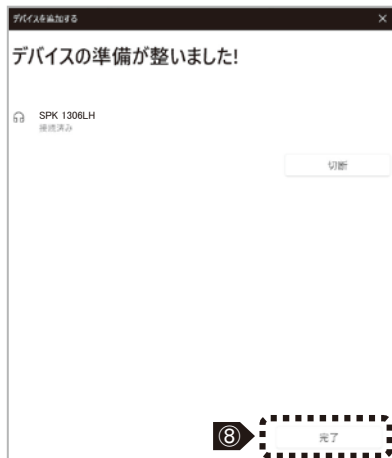 デバイスを追加する
デバイスの準備が整いました!
SPK 1306LH
接続済み
切断
⑧
完了